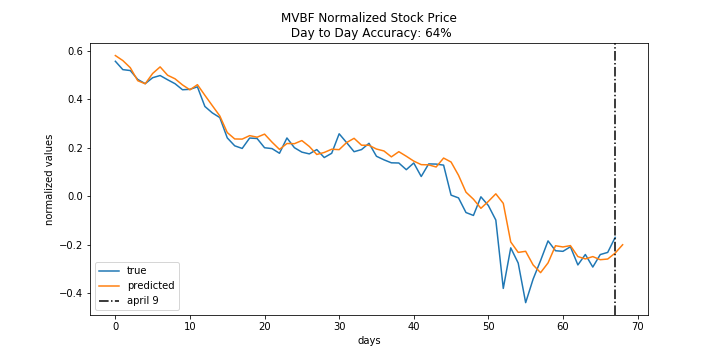 MVBF Normalized Stock Price
Day to Day Accuracy: 64%
normalized values
0.6
0.4
0.2
0.0
−0.2
−0.4
true
predicted
april 9
0
10
20
30
40
50
60
70
days